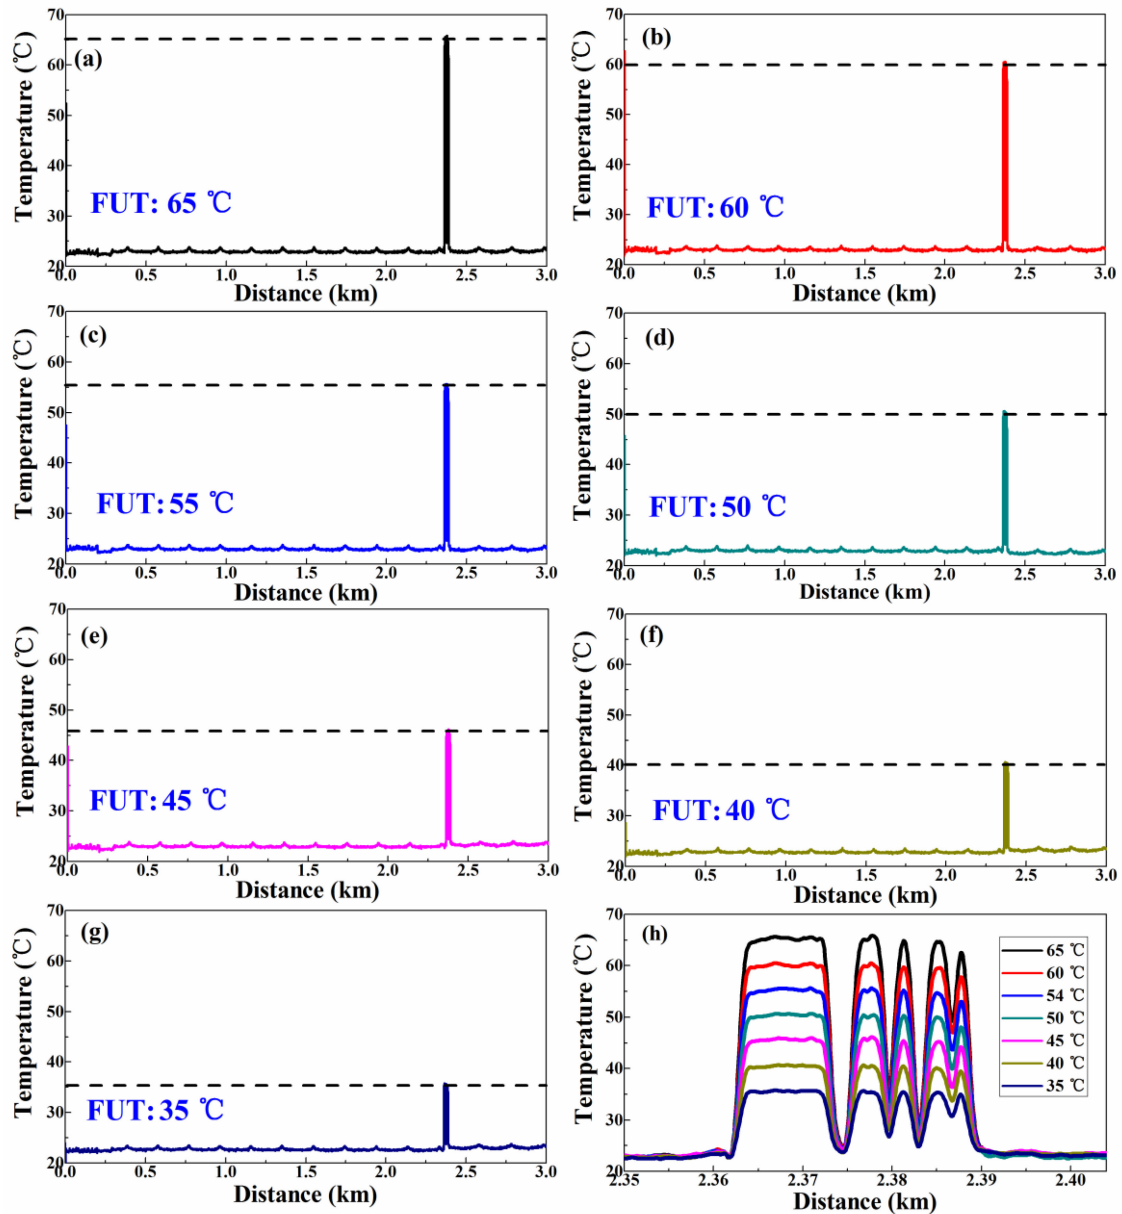 70
60
50
40
30
20
Temperature (℃)
(a)
FUT: 65 ℃
0.0 0.5 1.0 1.5 2.0 2.5 3.0
Distance (km)
70
60
50
40
30
20
Temperature (℃)
(b)
FUT: 60 ℃
0.0 0.5 1.0 1.5 2.0 2.5 3.0
Distance (km)
70
60
50
40
30
20
Temperature (℃)
(c)
FUT: 55 ℃
0.0 0.5 1.0 1.5 2.0 2.5 3.0
Distance (km)
70
60
50
40
30
20
Temperature (℃)
(d)
FUT: 50 ℃
0.0 0.5 1.0 1.5 2.0 2.5 3.0
Distance (km)
70
60
50
40
30
20
Temperature (℃)
(e)
FUT: 45 ℃
0.0 0.5 1.0 1.5 2.0 2.5 3.0
Distance (km)
70
60
50
40
30
20
Temperature (℃)
(f)
FUT: 40 ℃
0.0 0.5 1.0 1.5 2.0 2.5 3.0
Distance (km)
70
60
50
40
30
20
Temperature (℃)
(g)
FUT: 35 ℃
0.0 0.5 1.0 1.5 2.0 2.5 3.0
Distance (km)
70
60
50
40
30
20
Temperature (℃)
(h)
65 ℃
60 ℃
54 ℃
50 ℃
45 ℃
40 ℃
35 ℃
2.35 2.36 2.37 2.38 2.39 2.40
Distance (km)